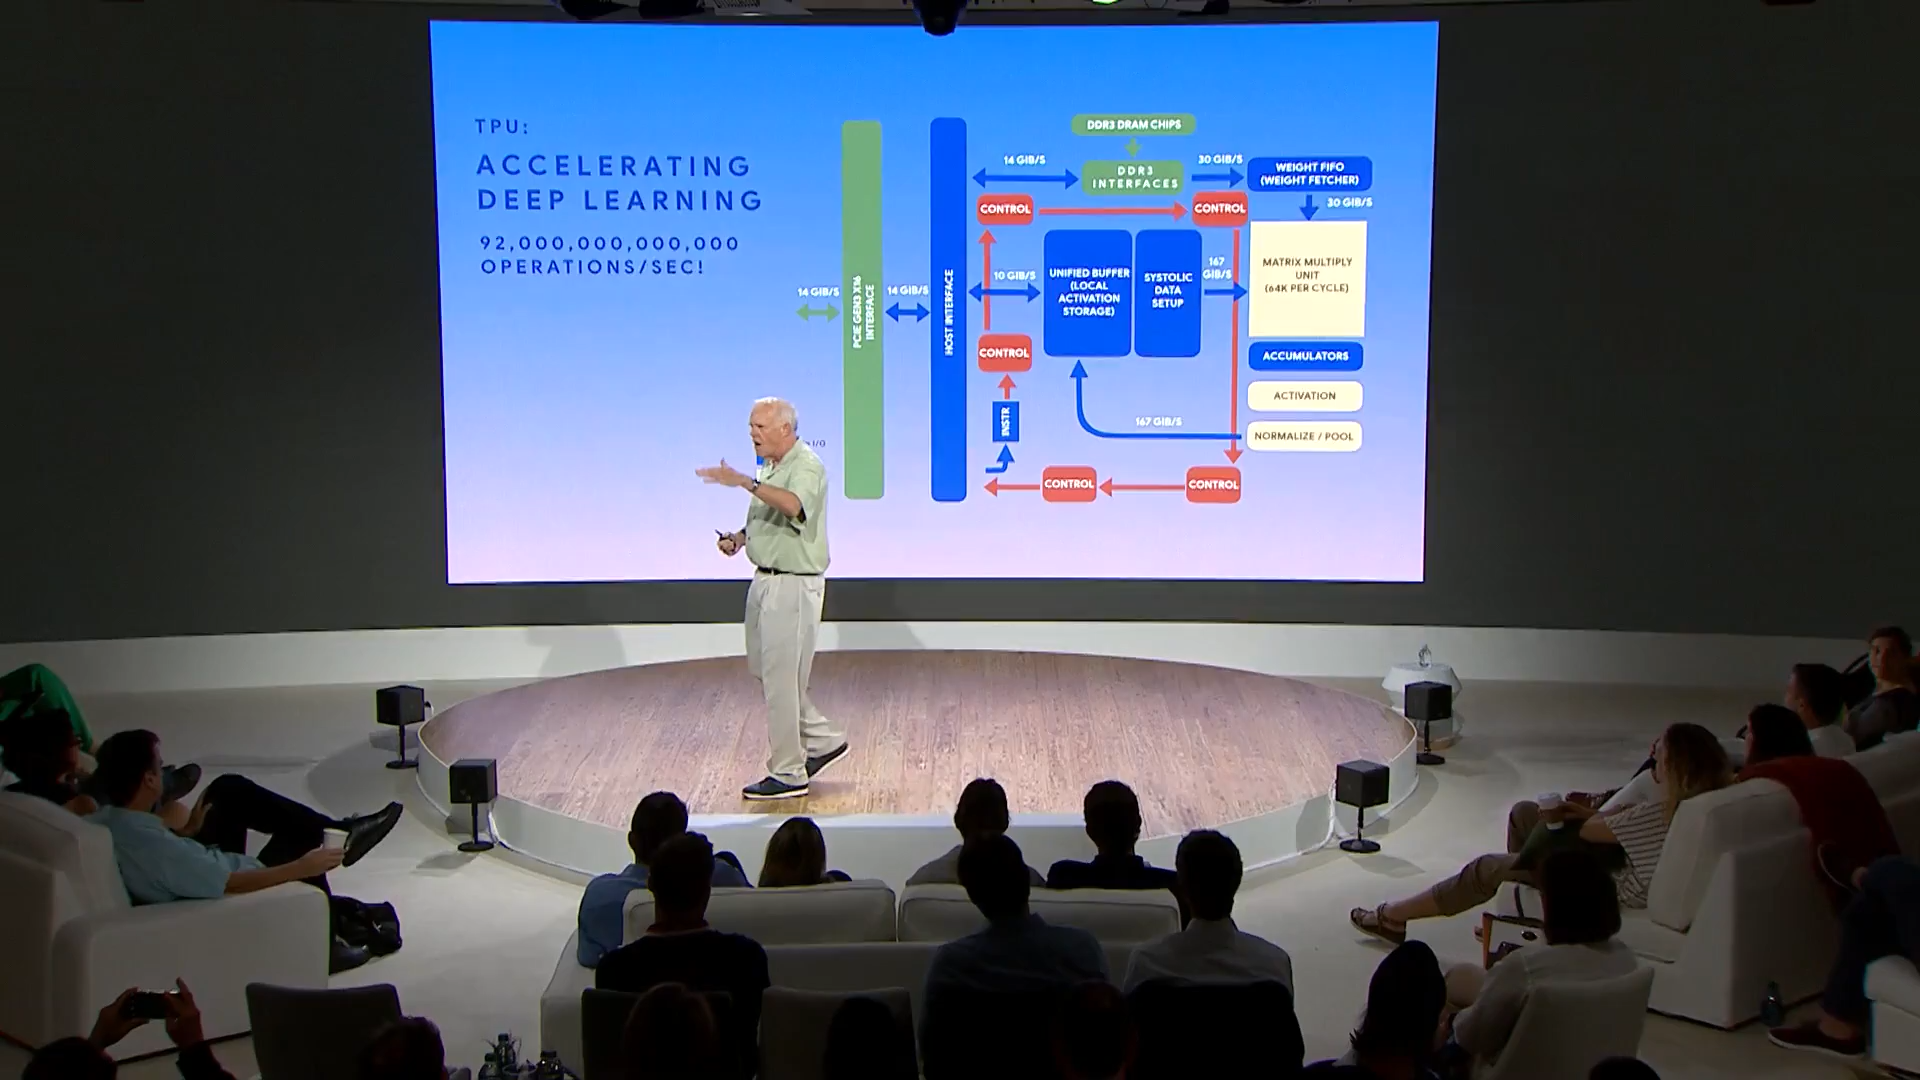 TPU:
ACCELERATING
DEEP LEARNING
92,000,000,000,000
OPERATIONS/SEC!
DDR3 DRAM CHIPS
14 GIB/S
DDR3
INTERFACES
30 GIB/S
WEIGHT FIFO
(WEIGHT FETCHER)
30 GIB/S
CONTROL
CONTROL
14 GIB/S
PCIE GEN3 X16
INTERFACE
14 GIB/S
HOST INTERFACE
10 GIB/S
UNIFIED BUFFER
(LOCAL
ACTIVATION
STORAGE)
SYSTOLIC
DATA
SETUP
167
GIB/S
MATRIX MULTIPLY
UNIT
(64K PER CYCLE)
CONTROL
ACCUMULATORS
ACTIVATION
INSTR
167 GIB/S
NORMALIZE / POOL
I/O
CONTROL
CONTROL